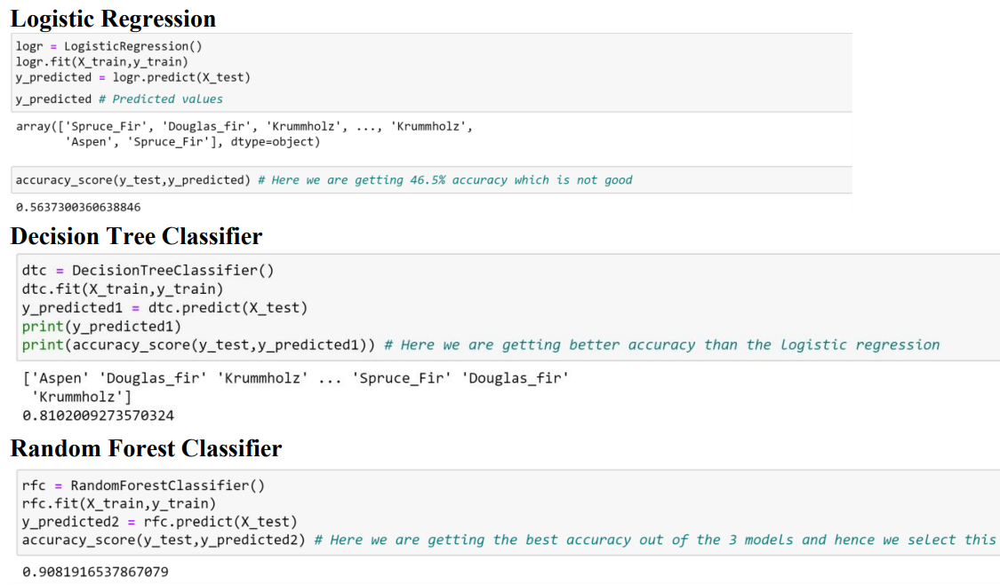 Logistic Regression
logr = LogisticRegression()
logr.fit(X_train,y_train)
y_predicted = logr.predict(X_test)
y_predicted # Predicted values
array(['Spruce_Fir', 'Douglas_fir', 'Krummholz', ..., 'Krummholz',
'Aspen', 'Spruce_Fir'], dtype=object)
accuracy_score(y_test,y_predicted) # Here we are getting 46.5% accuracy which is not good
0.5637300360638846
Decision Tree Classifier
dtc = DecisionTreeClassifier()
dtc.fit(X_train,y_train)
y_predicted1 = dtc.predict(X_test)
print(y_predicted1)
print(accuracy_score(y_test,y_predicted1)) # Here we are getting better accuracy than the logistic regression
['Aspen' 'Douglas_fir' 'Krummholz' ... 'Spruce_Fir' 'Douglas_fir'
'Krummholz']
0.8102009273570324
Random Forest Classifier
rfc = RandomForestClassifier()
rfc.fit(X_train,y_train)
y_predicted2 = rfc.predict(X_test)
accuracy_score(y_test,y_predicted2) # Here we are getting the best accuracy out of the 3 models and hence we select this
0.9081916537867079